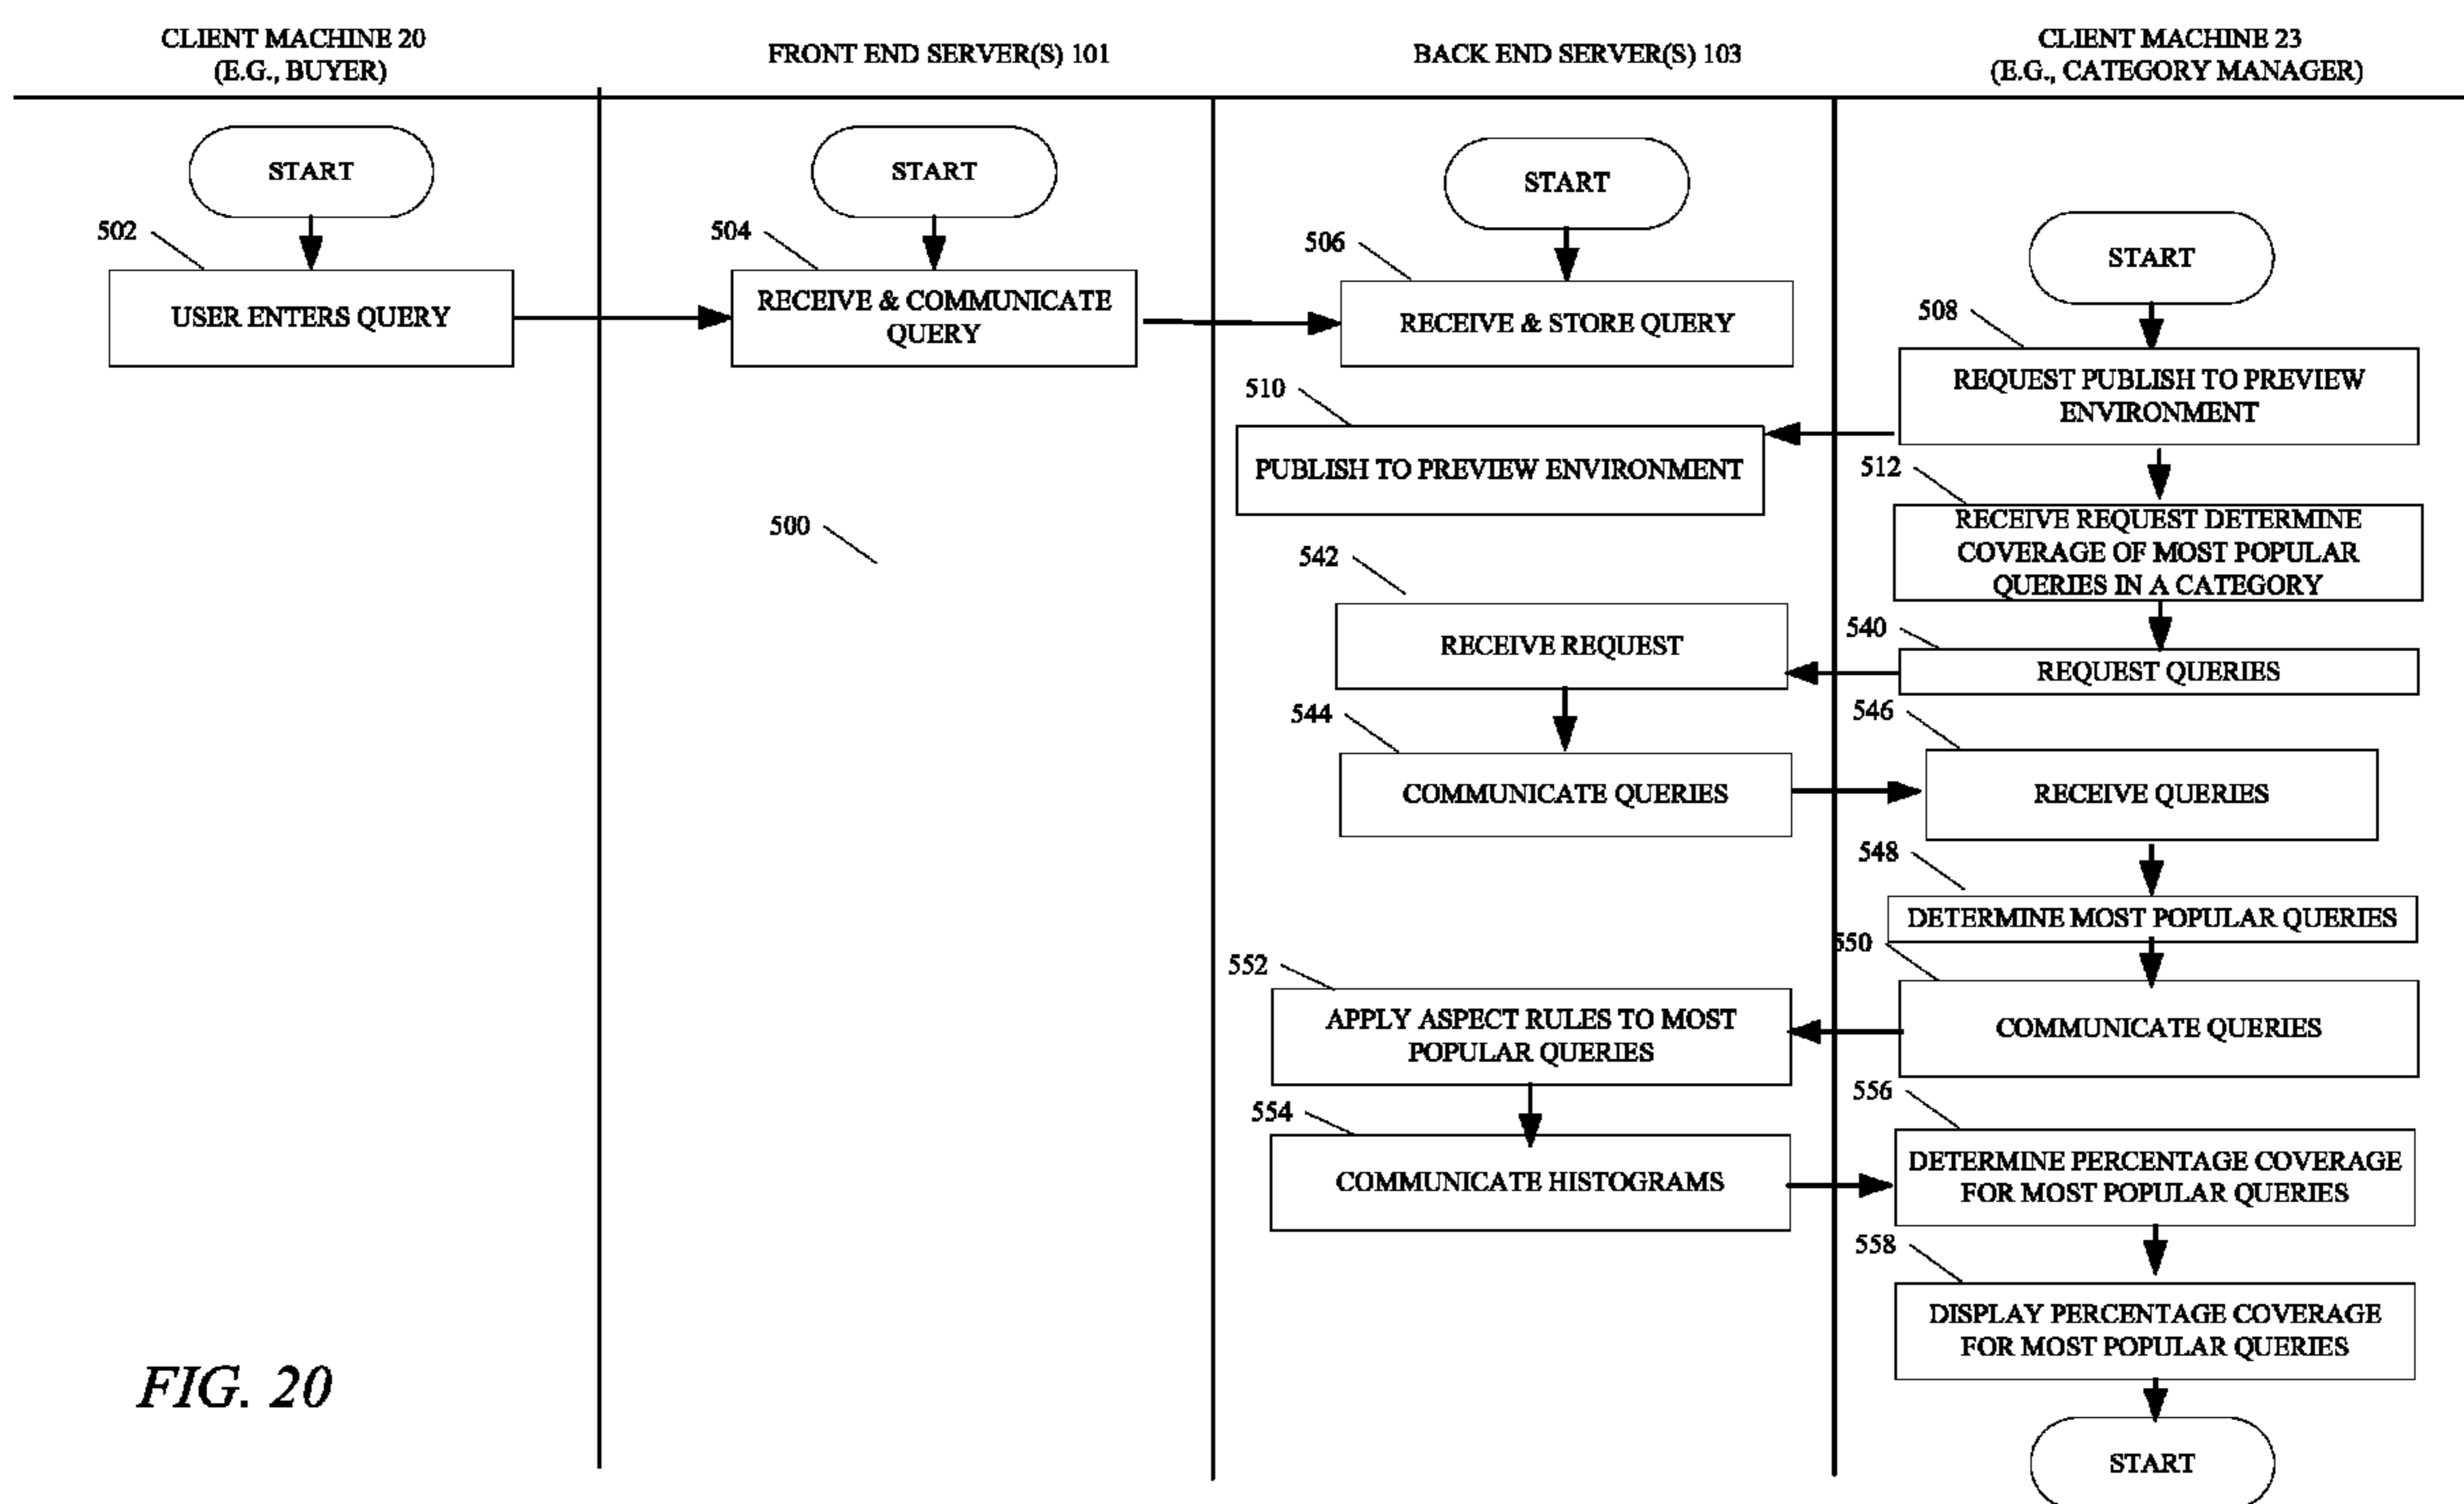 CLIENT MACHINE 20
(E.G., BUYER)
FRONT END SERVER(S) 101
BACK END SERVER(S) 103
CLIENT MACHINE 23
(E.G., CATEGORY MANAGER)
START
START
START
START
502
USER ENTERS QUERY
504
RECEIVE & COMMUNICATE
QUERY
506
RECEIVE & STORE QUERY
508
REQUEST PUBLISH TO PREVIEW
ENVIRONMENT
510
PUBLISH TO PREVIEW ENVIRONMENT
512
RECEIVE REQUEST DETERMINE
COVERAGE OF MOST POPULAR
QUERIES IN A CATEGORY
500
542
RECEIVE REQUEST
540
REQUEST QUERIES
544
COMMUNICATE QUERIES
546
RECEIVE QUERIES
548
DETERMINE MOST POPULAR QUERIES
550
COMMUNICATE QUERIES
552
APPLY ASPECT RULES TO MOST
POPULAR QUERIES
554
COMMUNICATE HISTOGRAMS
556
DETERMINE PERCENTAGE COVERAGE
FOR MOST POPULAR QUERIES
558
DISPLAY PERCENTAGE COVERAGE
FOR MOST POPULAR QUERIES
START
FIG. 20